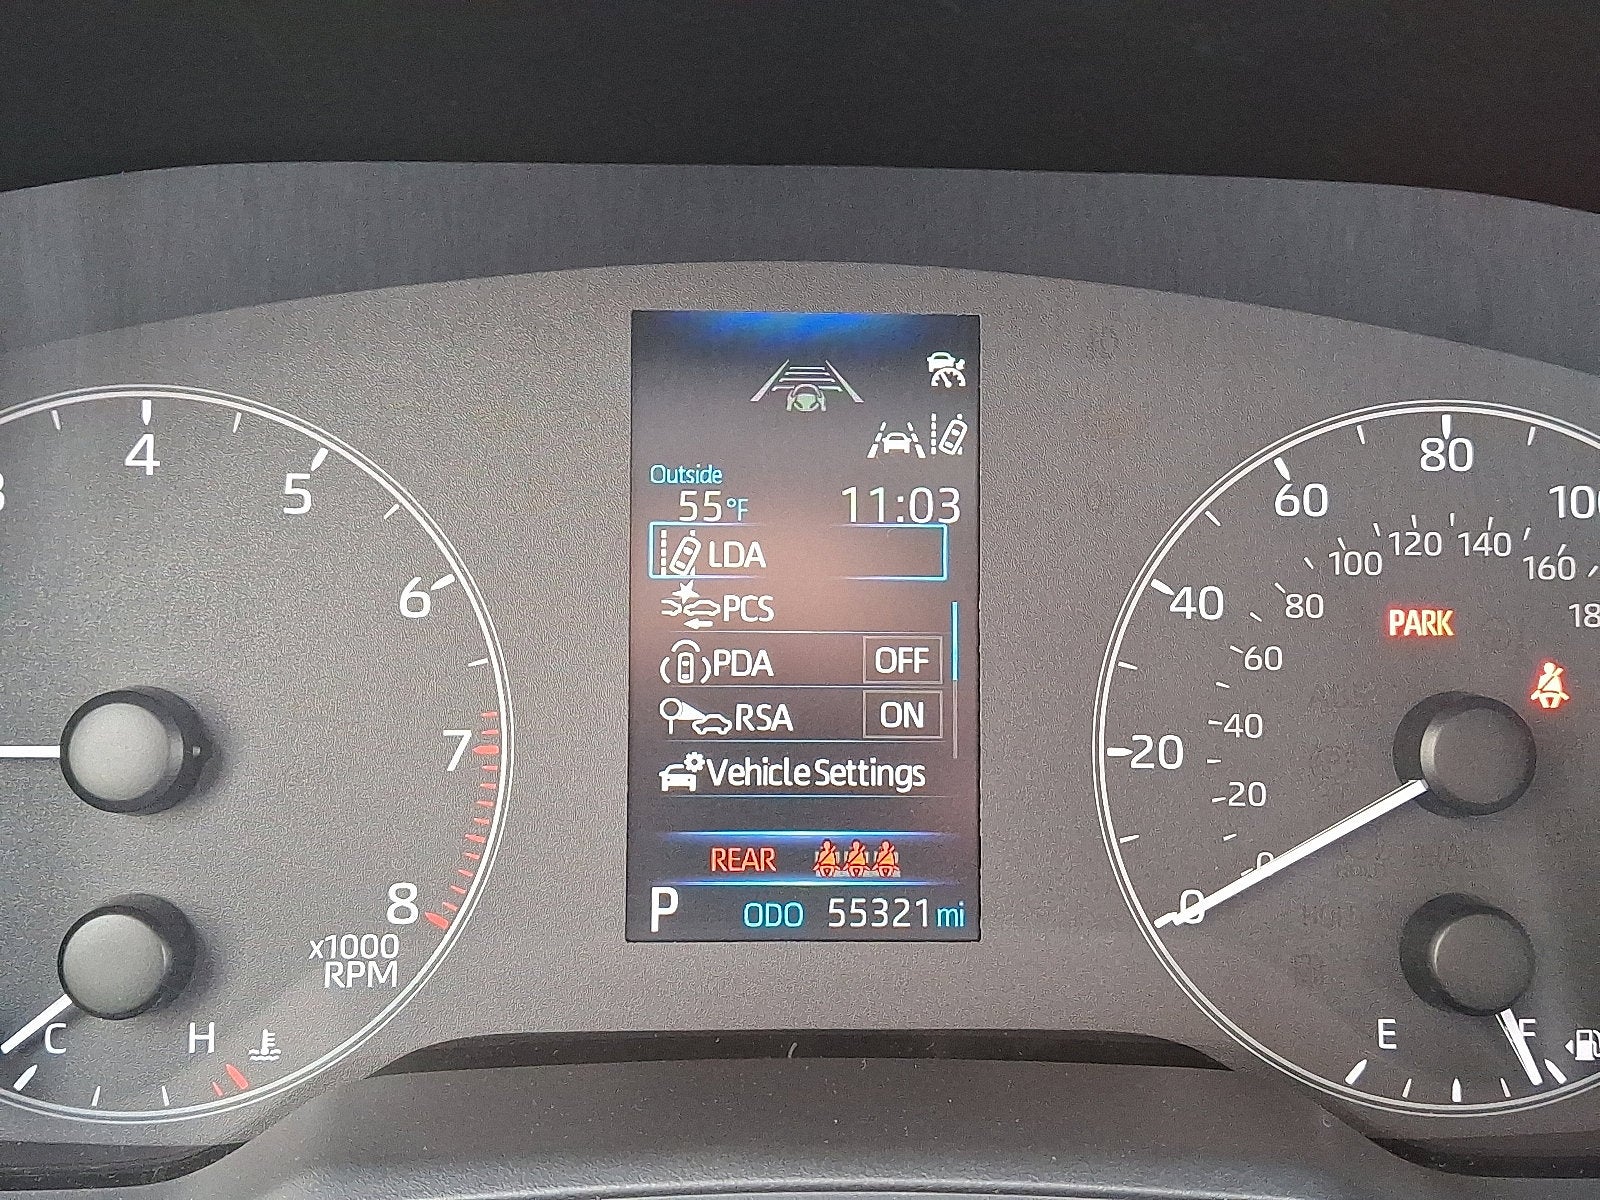 Outside
55°F 11:03
LDA
PCS
PDA OFF
RSA ON
Vehicle Settings
REAR
P ODO 55321 mi
4
5
6
7
8
x1000
RPM
C H
0
20
40
60
80
0
20
40
60
80
100
120
140
160
PARK
E F